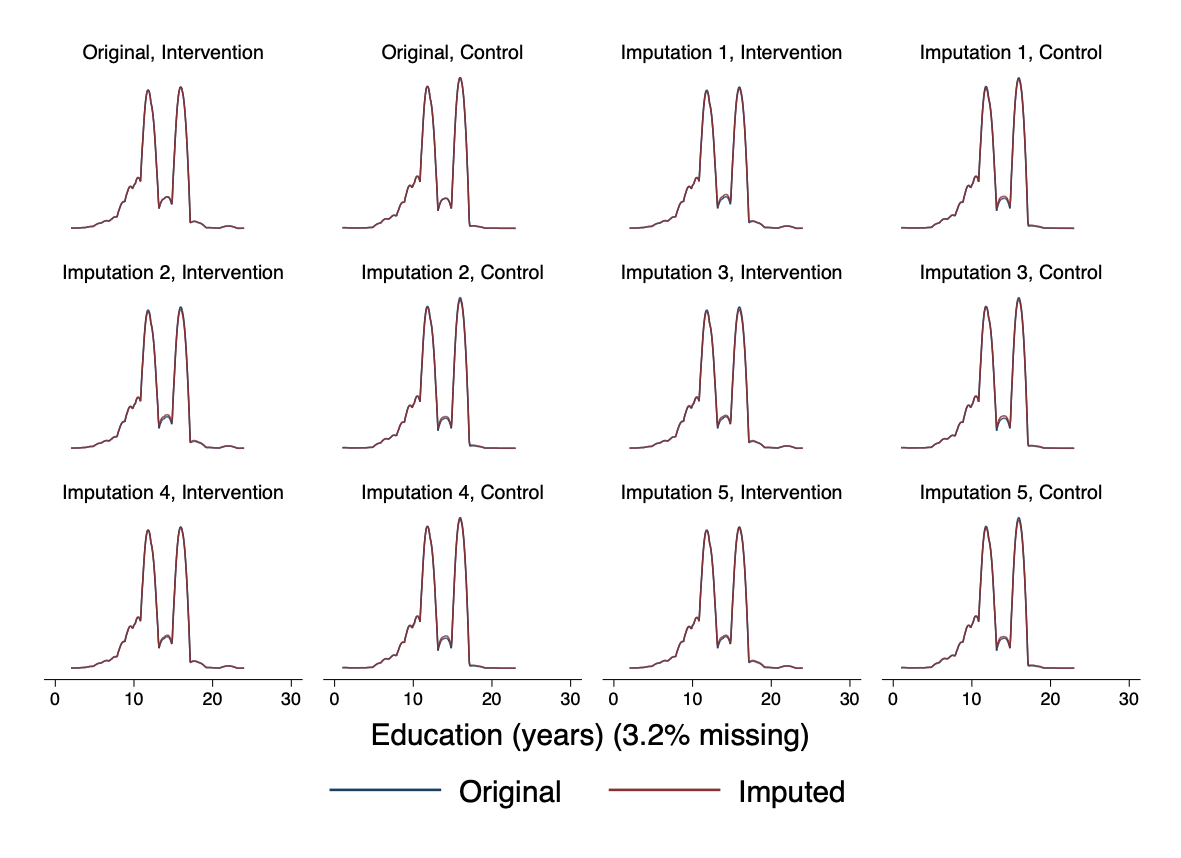 Original, Intervention
Original, Control
Imputation 1, Intervention
Imputation 1, Control
Imputation 2, Intervention
Imputation 2, Control
Imputation 3, Intervention
Imputation 3, Control
Imputation 4, Intervention
Imputation 4, Control
Imputation 5, Intervention
Imputation 5, Control
0 10 20 30
0 10 20 30
0 10 20 30
0 10 20 30
Education (years) (3.2% missing)
Original
Imputed